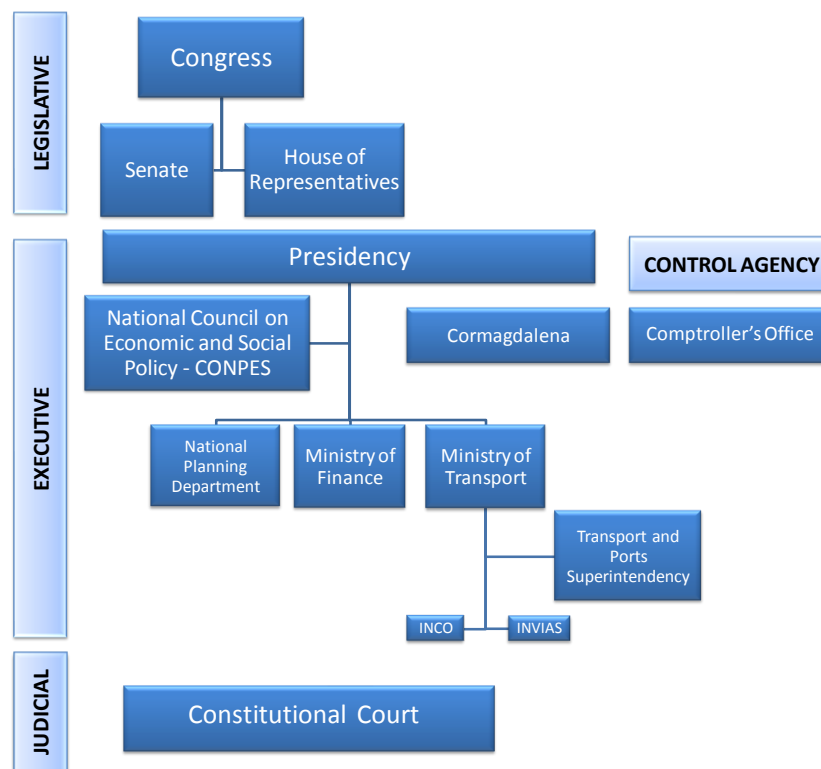 LEGISLATIVE
Congress
Senate
House of
Representatives
EXECUTIVE
Presidency
CONTROL AGENCY
National Council on
Economic and Social
Policy - CONPES
Cormagdalena
Comptroller's Office
National
Planning
Department
Ministry of
Finance
Ministry of
Transport
Transport and
Ports
Superintendency
INCO
INVIAS
JUDICIAL
Constitutional Court